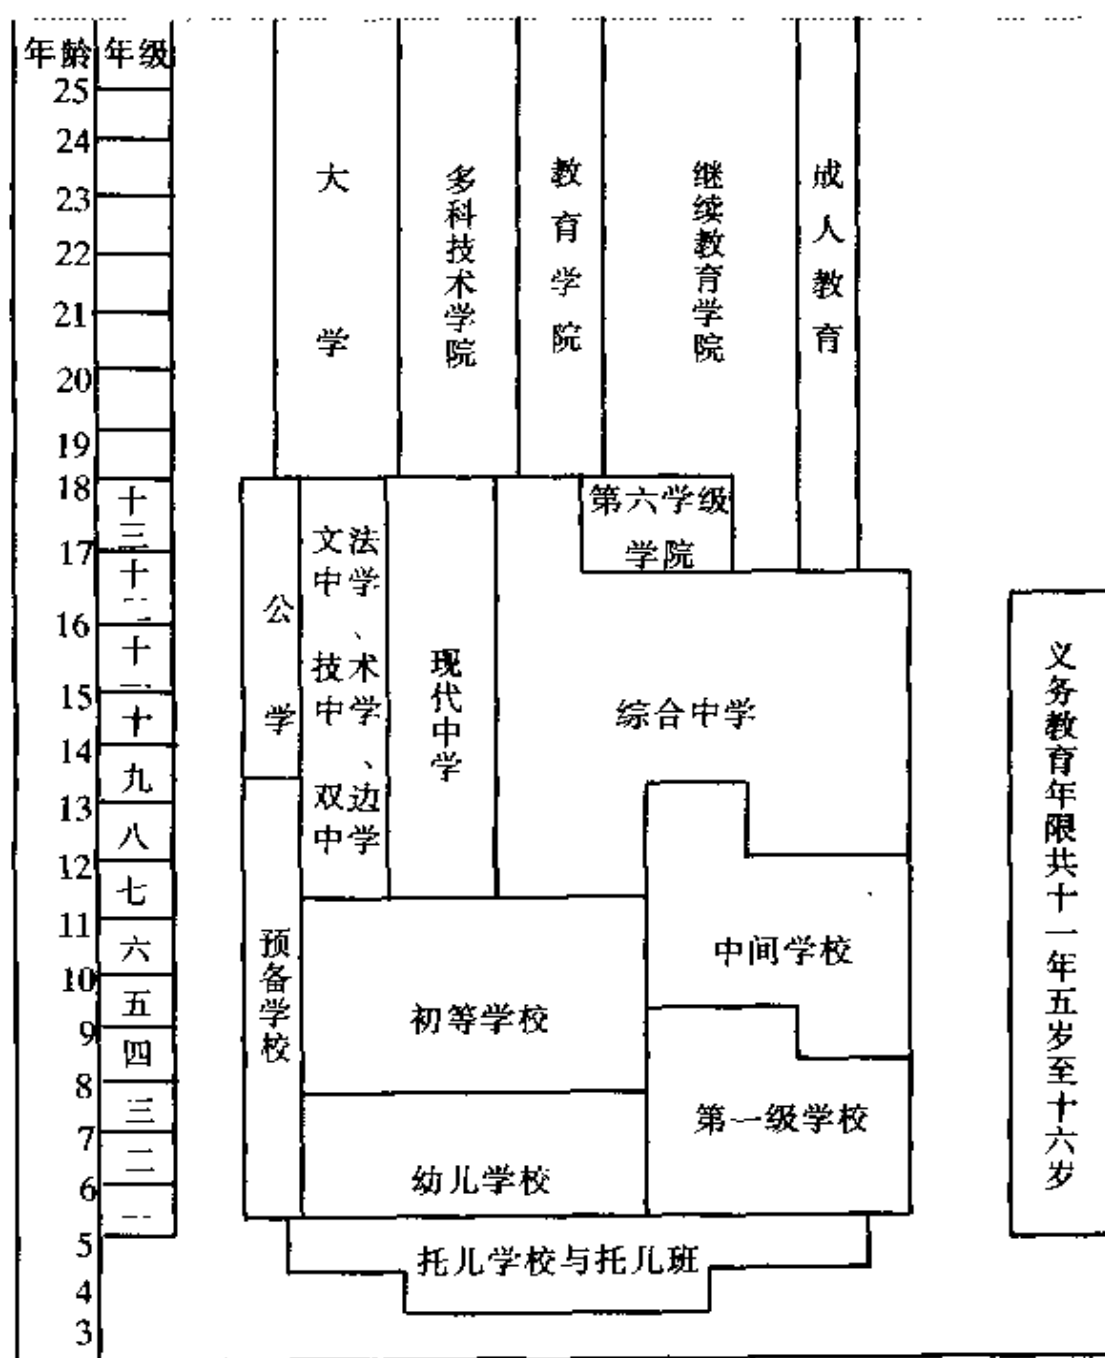 年龄 年级
25
24
23
22
21
20
19
18
17
16
15
14
13
12
11
10
9
8
7
6
5
4
3
十三
十二
十一
十
九
八
七
六
五
四
三
二
一
大学
多科技术学院
教育学院
继续教育学院
成人教育
公学
文法
中学、
技术
中学、
双边
中学
现代中学
第六学级
学院
综合中学
预备学校
初等学校
中间学校
幼儿学校
第一级学校
托儿学校与托儿班
义务教育年限共十一年五岁至十六岁